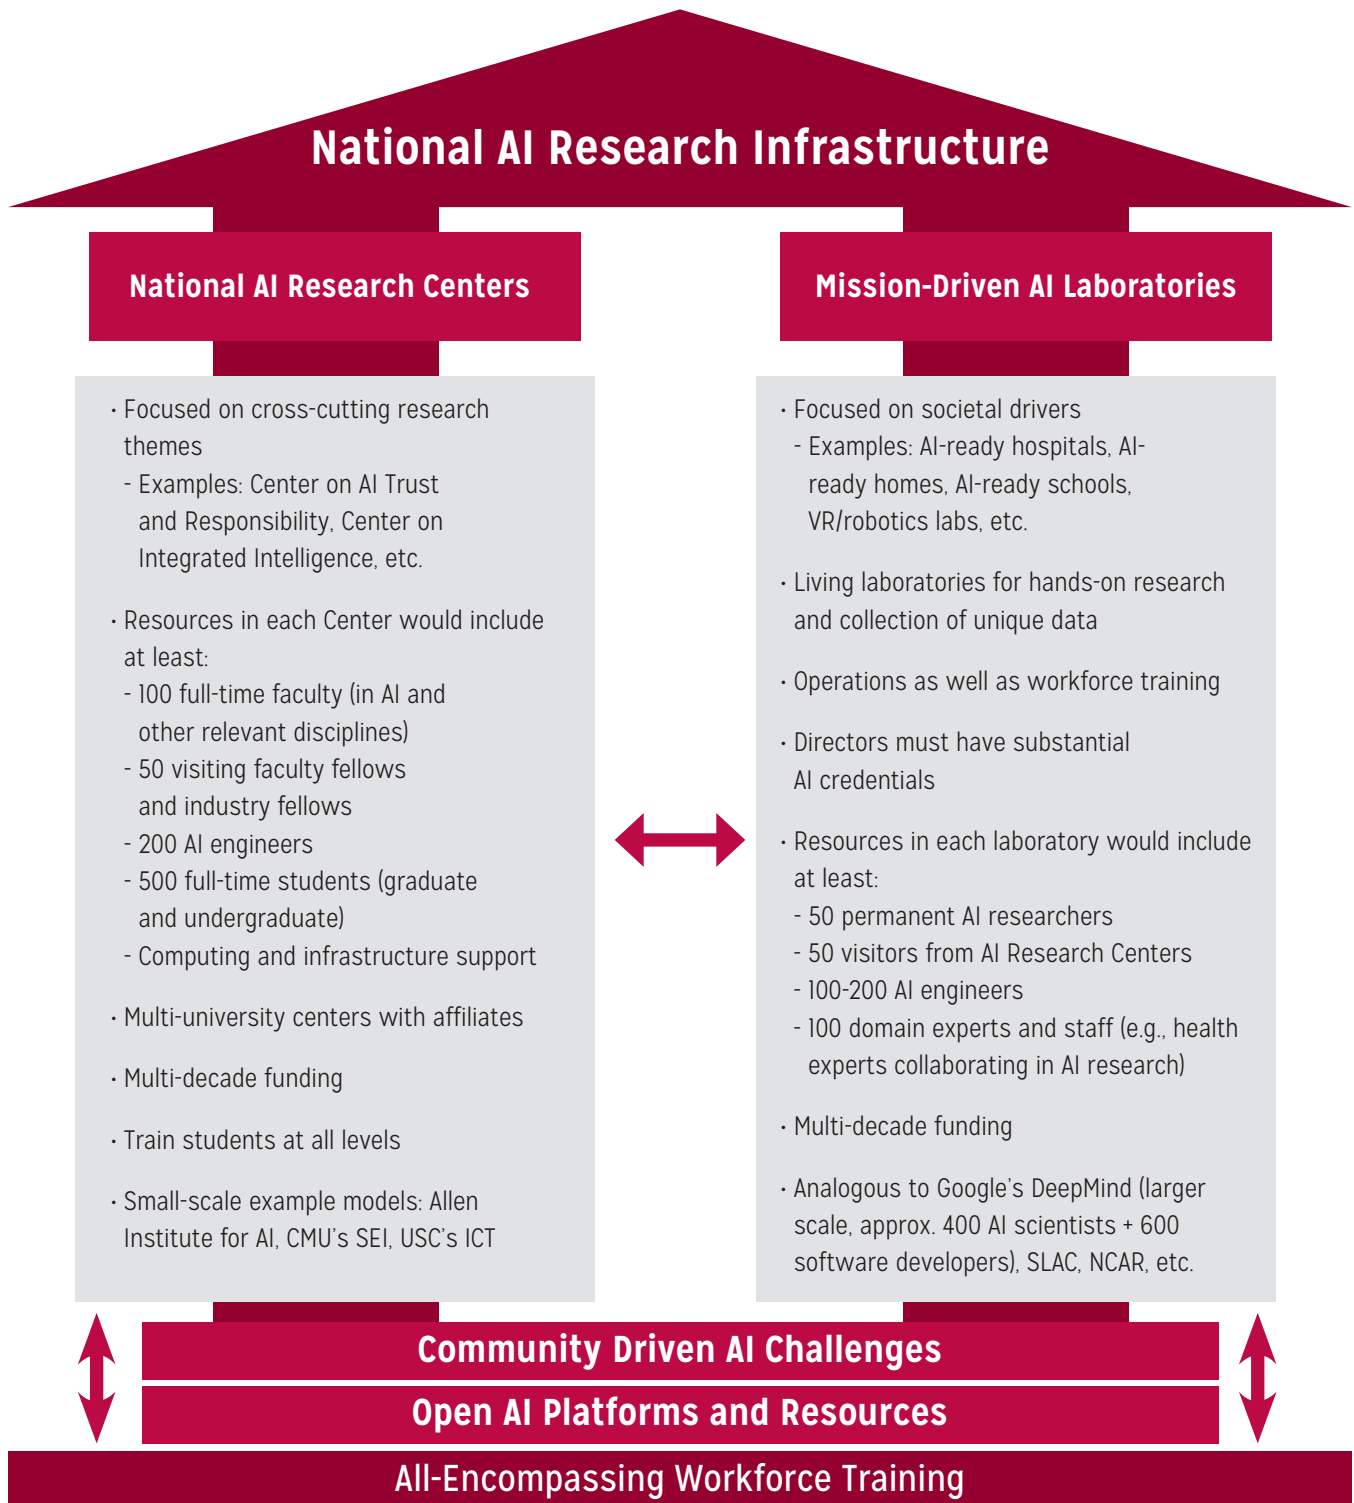 National AI Research Infrastructure
National AI Research Centers
· Focused on cross-cutting research
themes
- Examples: Center on AI Trust
and Responsibility, Center on
Integrated Intelligence, etc.
· Resources in each Center would include
at least:
- 100 full-time faculty (in AI and
other relevant disciplines)
- 50 visiting faculty fellows
and industry fellows
- 200 AI engineers
- 500 full-time students (graduate
and undergraduate)
- Computing and infrastructure support
· Multi-university centers with affiliates
· Multi-decade funding
· Train students at all levels
· Small-scale example models: Allen
Institute for AI, CMU's SEI, USC's ICT
Mission-Driven AI Laboratories
· Focused on societal drivers
- Examples: AI-ready hospitals, AI-
ready homes, AI-ready schools,
VR/robotics labs, etc.
· Living laboratories for hands-on research
and collection of unique data
· Operations as well as workforce training
· Directors must have substantial
AI credentials
· Resources in each laboratory would include
at least:
- 50 permanent AI researchers
- 50 visitors from AI Research Centers
- 100-200 AI engineers
- 100 domain experts and staff (e.g., health
experts collaborating in AI research)
· Multi-decade funding
· Analogous to Google's DeepMind (larger
scale, approx. 400 AI scientists + 600
software developers), SLAC, NCAR, etc.
Community Driven AI Challenges
Open AI Platforms and Resources
All-Encompassing Workforce Training